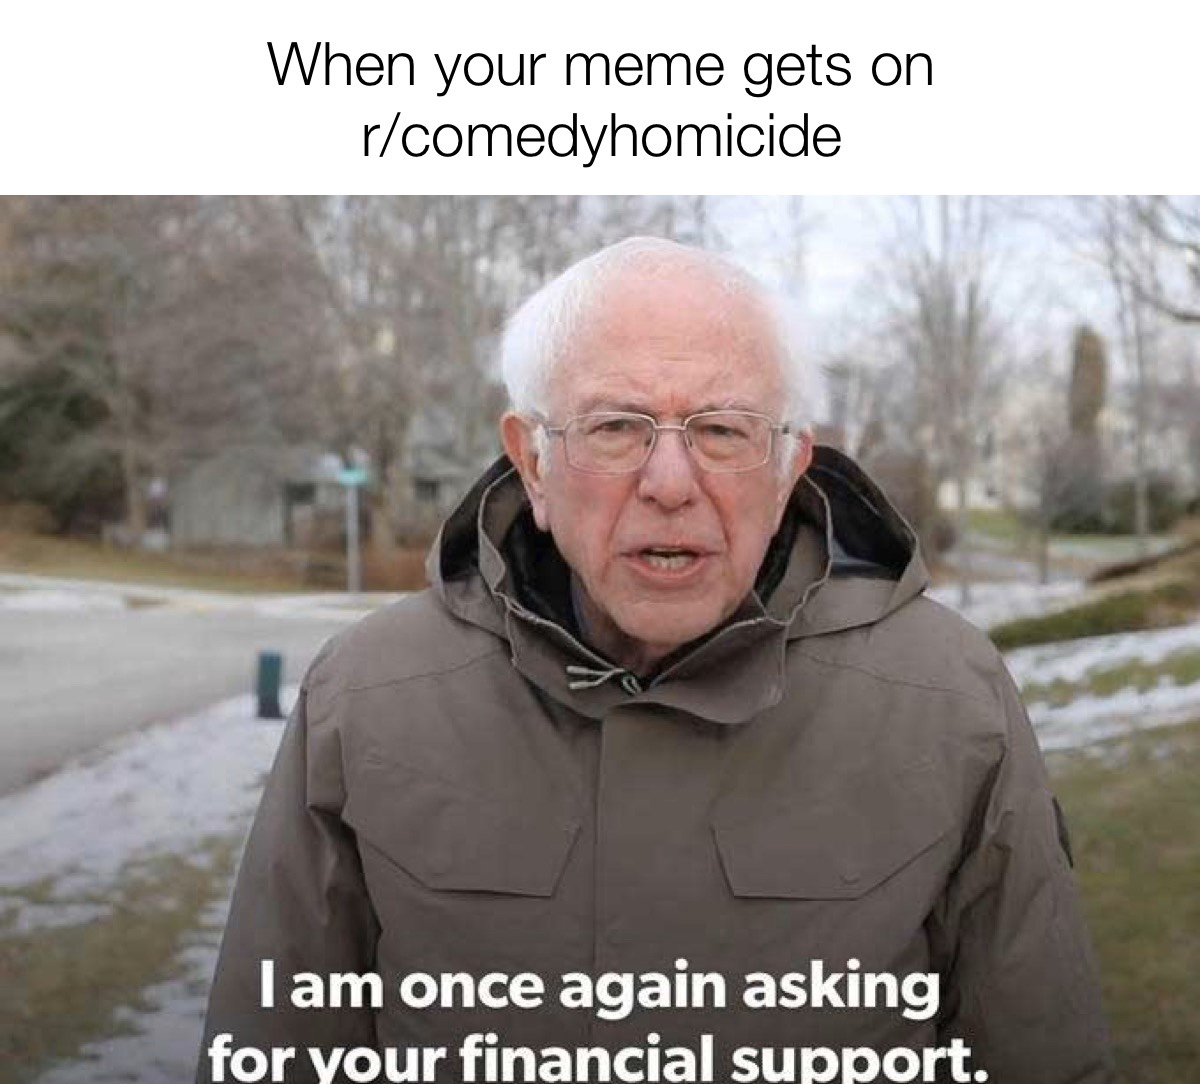 When your meme gets on
r/comedyhomicide
I am once again asking
for your financial support.